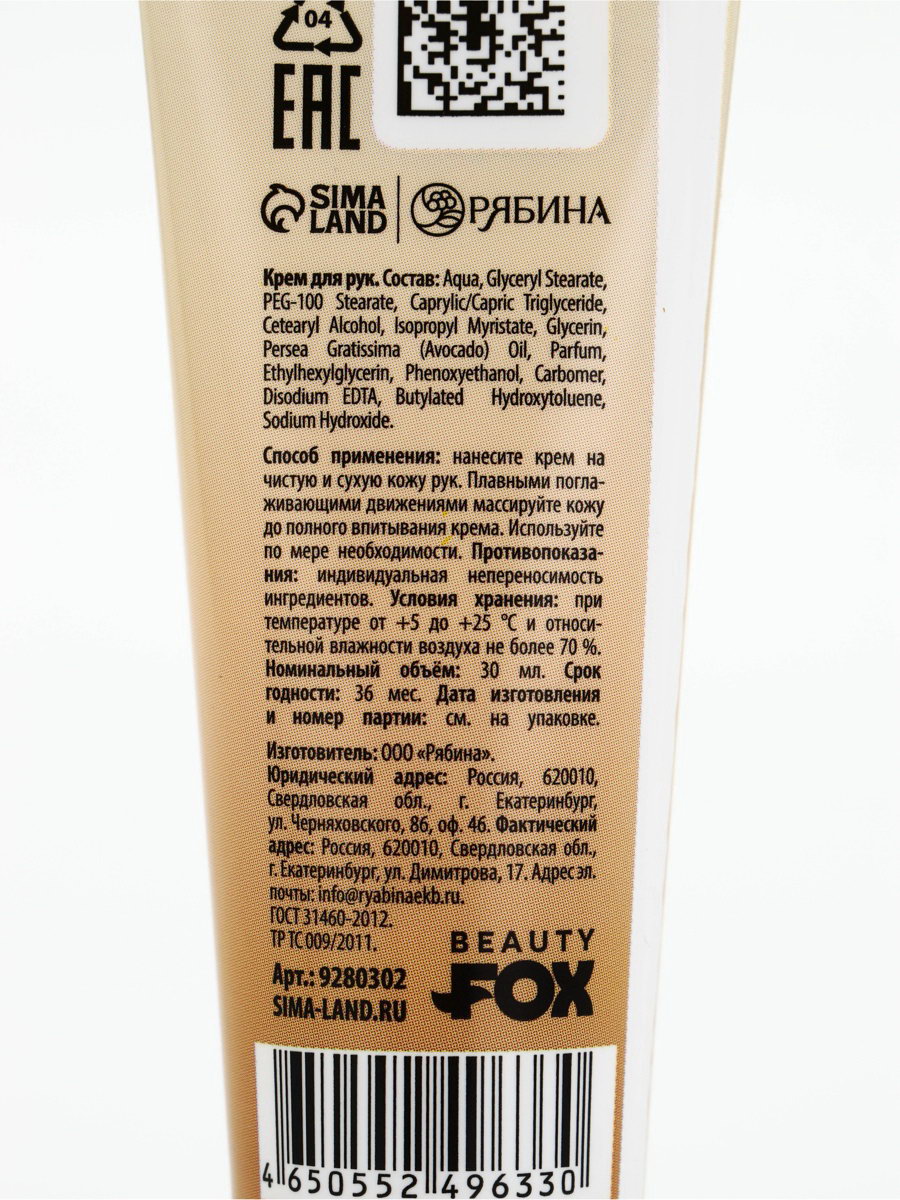 04
EAC
SIMA
LAND
РЯБИНА
Крем для рук. Состав: Aqua, Glyceryl Stearate,
PEG-100 Stearate, Caprylic/Capric Triglyceride,
Cetearyl Alcohol, Isopropyl Myristate, Glycerin,
Persea Gratissima (Avocado) Oil, Parfum,
Ethylhexylglycerin, Phenoxyethanol, Carbomer,
Disodium EDTA, Butylated Hydroxytoluene,
Sodium Hydroxide.
Способ применения: нанесите крем на
чистую и сухую кожу рук. Плавными погла-
живающими движениями массируйте кожу
до полного впитывания крема. Используйте
по мере необходимости. Противопоказа-
ния: индивидуальная непереносимость
ингредиентов. Условия хранения: при
температуре от +5 до +25 °С и относи-
тельной влажности воздуха не более 70 %.
Номинальный объём: 30 мл. Срок
годности: 36 мес. Дата изготовления
и номер партии: см. на упаковке.
Изготовитель: ООО «Рябина».
Юридический адрес: Россия, 620010,
Свердловская обл., г. Екатеринбург,
ул. Черняховского, 86, оф. 46. Фактический
адрес: Россия, 620010, Свердловская обл.,
г. Екатеринбург, ул. Димитрова, 17. Адрес эл.
почты: info@ryabinaekb.ru.
ГОСТ 31460-2012.
ТР ТС 009/2011.
Арт.: 9280302
SIMA-LAND.RU
BEAUTY
FOX
4 650552 496330